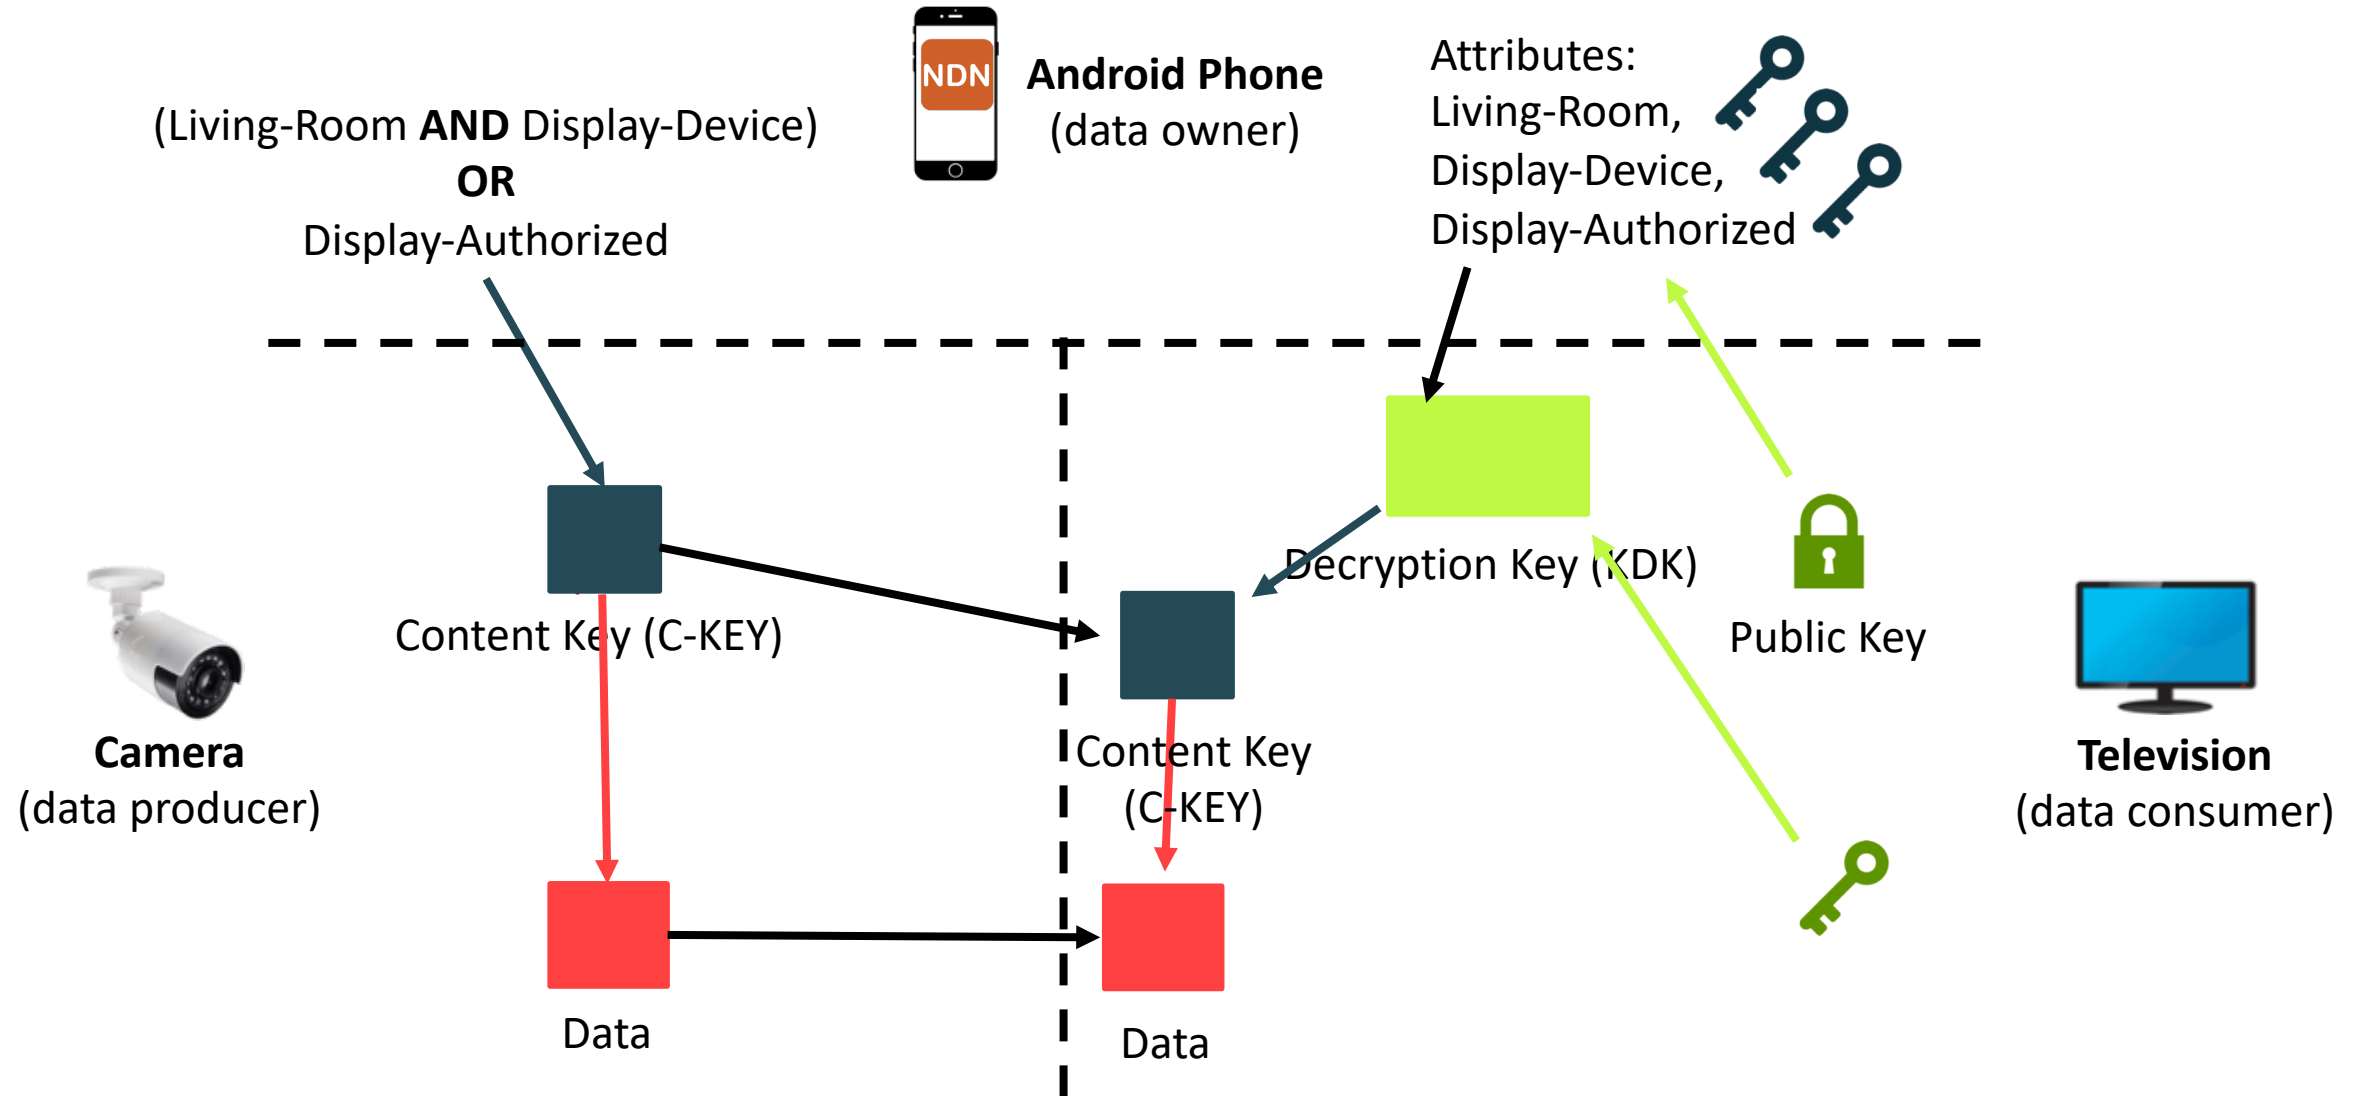 NDN
Android Phone
(data owner)
(Living-Room AND Display-Device)
OR
Display-Authorized
Attributes:
Living-Room,
Display-Device,
Display-Authorized
Content Key (C-KEY)
Decryption Key (KDK)
Public Key
Camera
(data producer)
Content Key
(C-KEY)
Television
(data consumer)
Data
Data